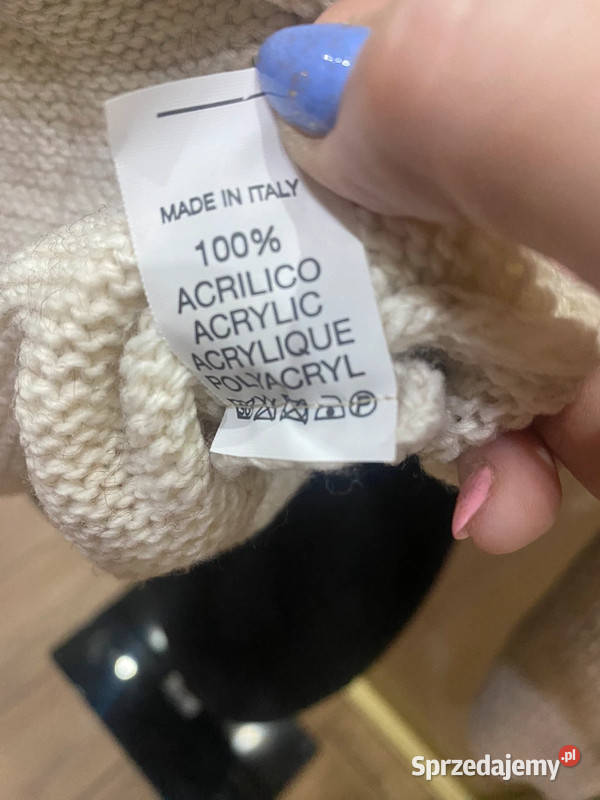 MADE IN ITALY
100%
ACRILICO
ACRYLIC
ACRYLIQUE
POLYACRYL
P
Sprzedajemy.pl